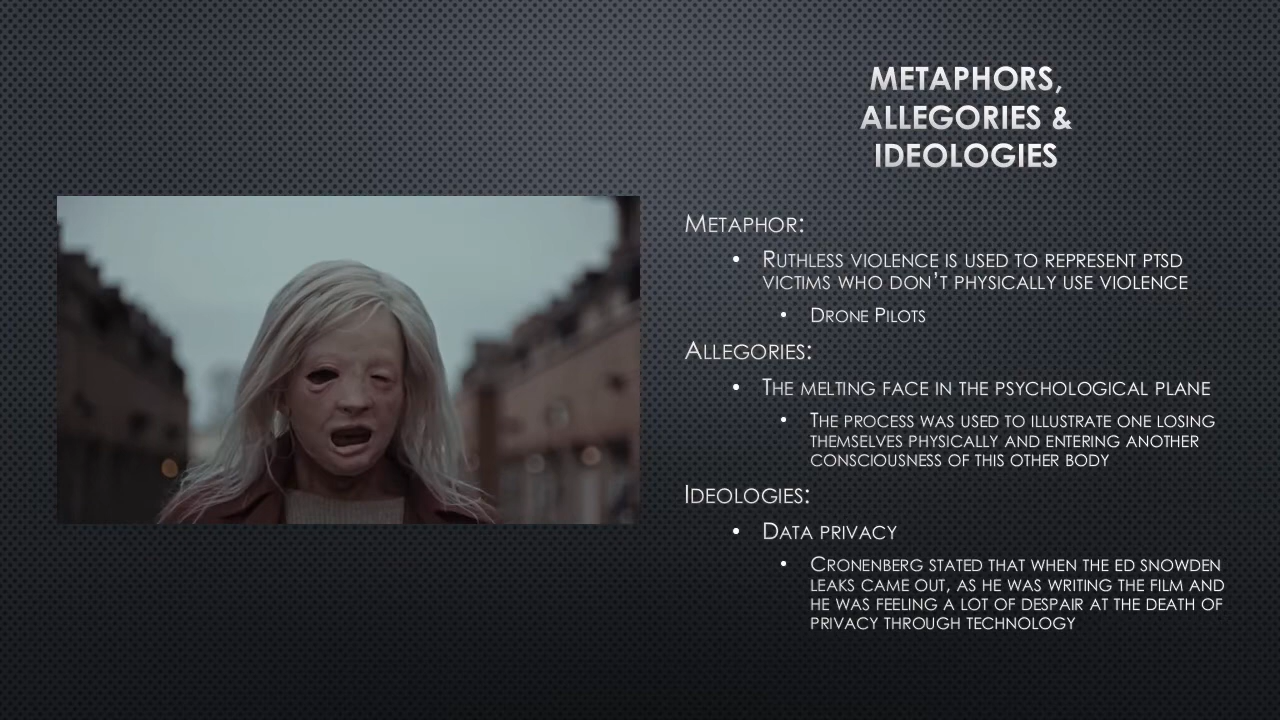 METAPHORS,
ALLEGORIES &
IDEOLOGIES
METAPHOR:
• RUTHLESS VIOLENCE IS USED TO REPRESENT PTSD
VICTIMS WHO DON’T PHYSICALLY USE VIOLENCE
• DRONE PILOTS
ALLEGORIES:
• THE MELTING FACE IN THE PSYCHOLOGICAL PLANE
• THE PROCESS WAS USED TO ILLUSTRATE ONE LOSING
THEMSELVES PHYSICALLY AND ENTERING ANOTHER
CONSCIOUSNESS OF THIS OTHER BODY
IDEOLOGIES:
• DATA PRIVACY
• CRONENBERG STATED THAT WHEN THE ED SNOWDEN
LEAKS CAME OUT, AS HE WAS WRITING THE FILM AND
HE WAS FEELING A LOT OF DESPAIR AT THE DEATH OF
PRIVACY THROUGH TECHNOLOGY